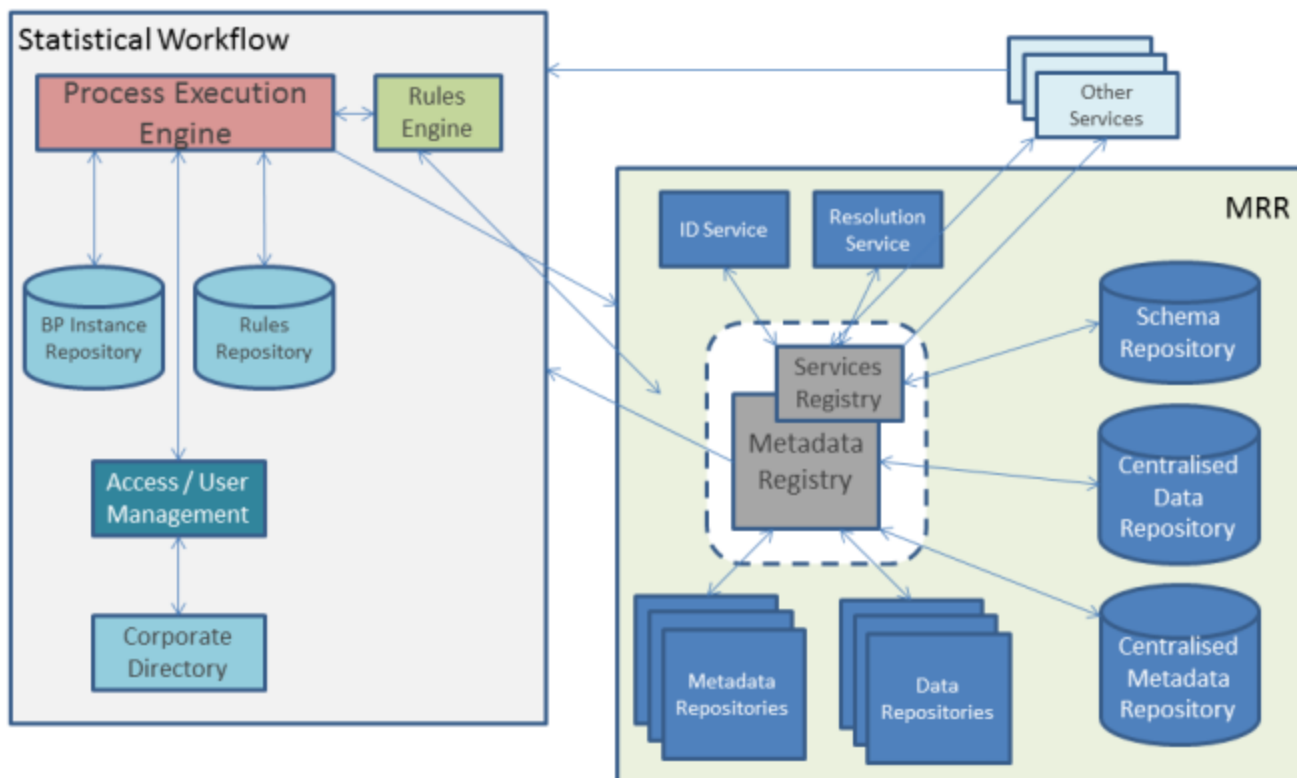 Statistical Workflow
Process Execution
Engine
Rules
Engine
BP Instance
Repository
Rules
Repository
Access / User
Management
Corporate
Directory
Other
Services
MRR
ID Service
Resolution
Service
Services
Registry
Metadata
Registry
Schema
Repository
Centralised
Data
Repository
Centralised
Metadata
Repository
Metadata
Repositories
Data
Repositories